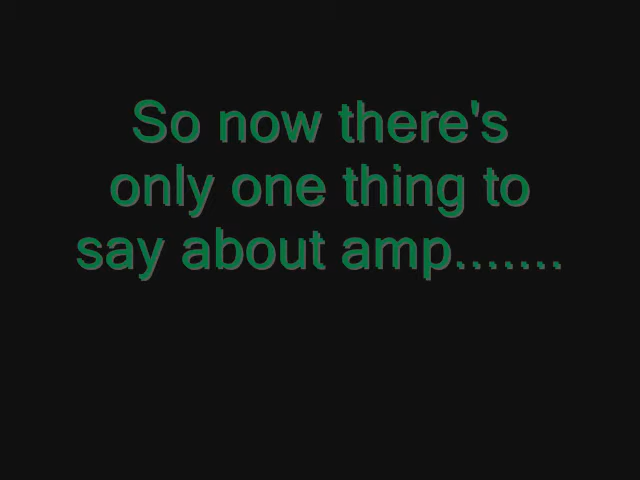 So now there's
only one thing to
say about amp.......